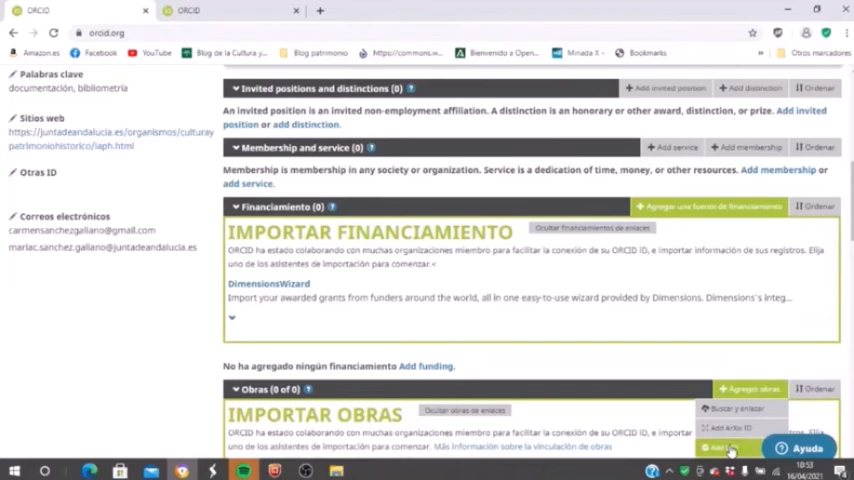 ORCID
ORCID
orcid.org
Amazon.es
Facebook
YouTube
Blog de la Cultura y...
Blog patrimonio
https://commons.w...
Bienvenido a Open...
Miriada X -
Bookmarks
»
Otros marcadores
Palabras clave
documentación, bibliometría
Sitios web
https://juntadeandalucia.es/organismos/culturay
patrimoniohistorico/iaph.html
Otras ID
Correos electrónicos
carmensanchezgaliano@gmail.com
mariac.sanchez.galiano@juntadeandalucia.es
Invited positions and distinctions (0)
Add invited position
Add distinction
Ordenar
An invited position is an invited non-employment affiliation. A distinction is an honorary or other award, distinction, or prize. Add invited
position or add distinction.
Membership and service (0)
Add service
Add membership
Ordenar
Membership is membership in any society or organization. Service is a dedication of time, money, or other resources. Add membership or
add service.
Financiamiento (0)
Agregar una fuente de financiamiento
Ordenar
IMPORTAR FINANCIAMIENTO
Ocultar financiamientos de enlaces
ORCID ha estado colaborando con muchas organizaciones miembro para facilitar la conexión de su ORCID iD, e importar información de sus registros. Elija
uno de los asistentes de importación para comenzar.<
DimensionsWizard
Import your awarded grants from funders around the world, all in one easy-to-use wizard provided by Dimensions. Dimensions's integ...
No ha agregado ningún financiamiento Add funding.
Obras (0 of 0)
Agregar obras
Ordenar
IMPORTAR OBRAS
Ocultar obras de enlaces
Buscar y enlazar
Add ArXiv ID
Add
ORCID ha estado colaborando con muchas organizaciones miembro para facilitar la conexión de su ORCID iD, e importar información de
tros. Elija
uno de los asistentes de importación para comenzar. Más información sobre la vinculación de obras
Ayuda
10:53
16/04/2021